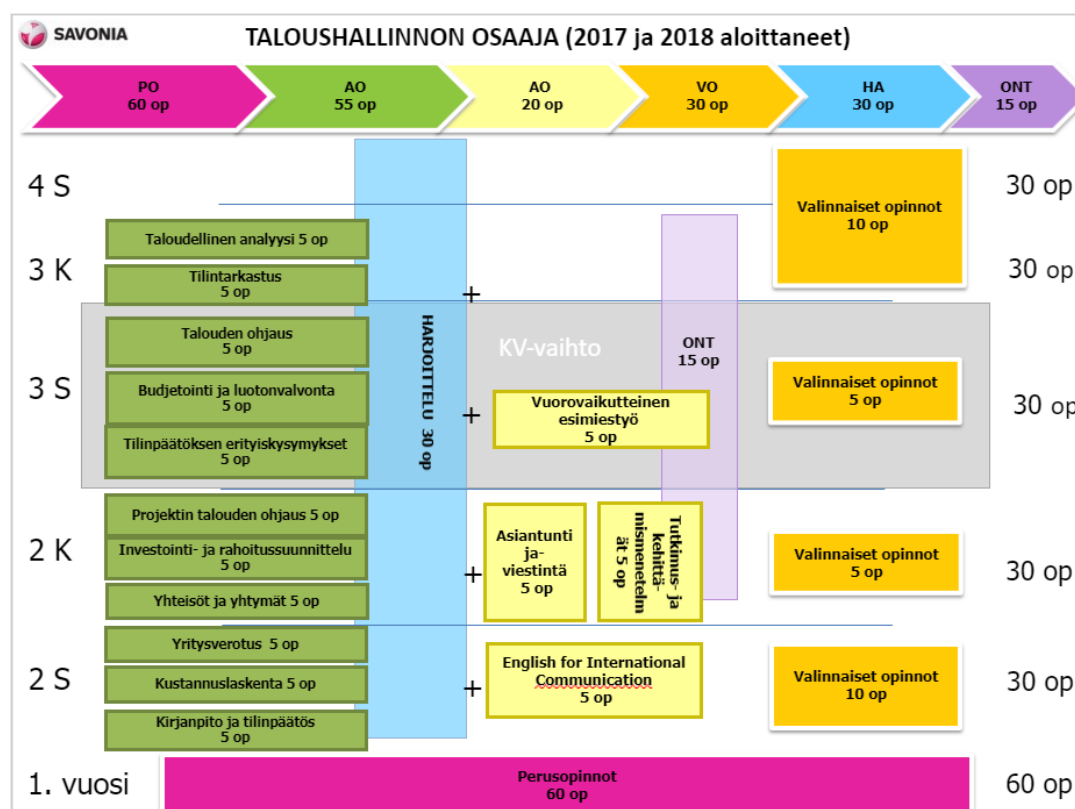 SAVONIA
TALOUSHALLINNON OSAAJA (2017 ja 2018 aloittaneet)
PO
60 op
AO
55 op
AO
20 op
VO
30 op
HA
30 op
ONT
15 op
4 S
Valinnaiset opinnot
10 op
30 op
3 K
Taloudellinen analyysi 5 op
Tilintarkastus
5 op
+
30 op
3 S
Talouden ohjaus
5 op
Budjetointi ja luotonvalvonta
5 op
Tilinpäätöksen erityiskysymykset
5 op
HARJOITTELU 30 op
KV-vaihto
+
Vuorovaikutteinen
esimiestyö
5 op
ONT
15 op
Valinnaiset opinnot
5 op
30 op
2 K
Projektin talouden ohjaus 5 op
Investointi- ja rahoitussuunnittelu
5 op
Yhteisöt ja yhtymät 5 op
+
Asiantunti
ja-
viestintä
5 op
Tutkimus- ja
kehittä-
mismenetelm
ät 5 op
Valinnaiset opinnot
5 op
30 op
2 S
Yritysverotus 5 op
Kustannuslaskenta 5 op
Kirjanpito ja tilinpäätös
5 op
+
English for International
Communication
5 op
Valinnaiset opinnot
10 op
30 op
1. vuosi
Perusopinnot
60 op
60 op